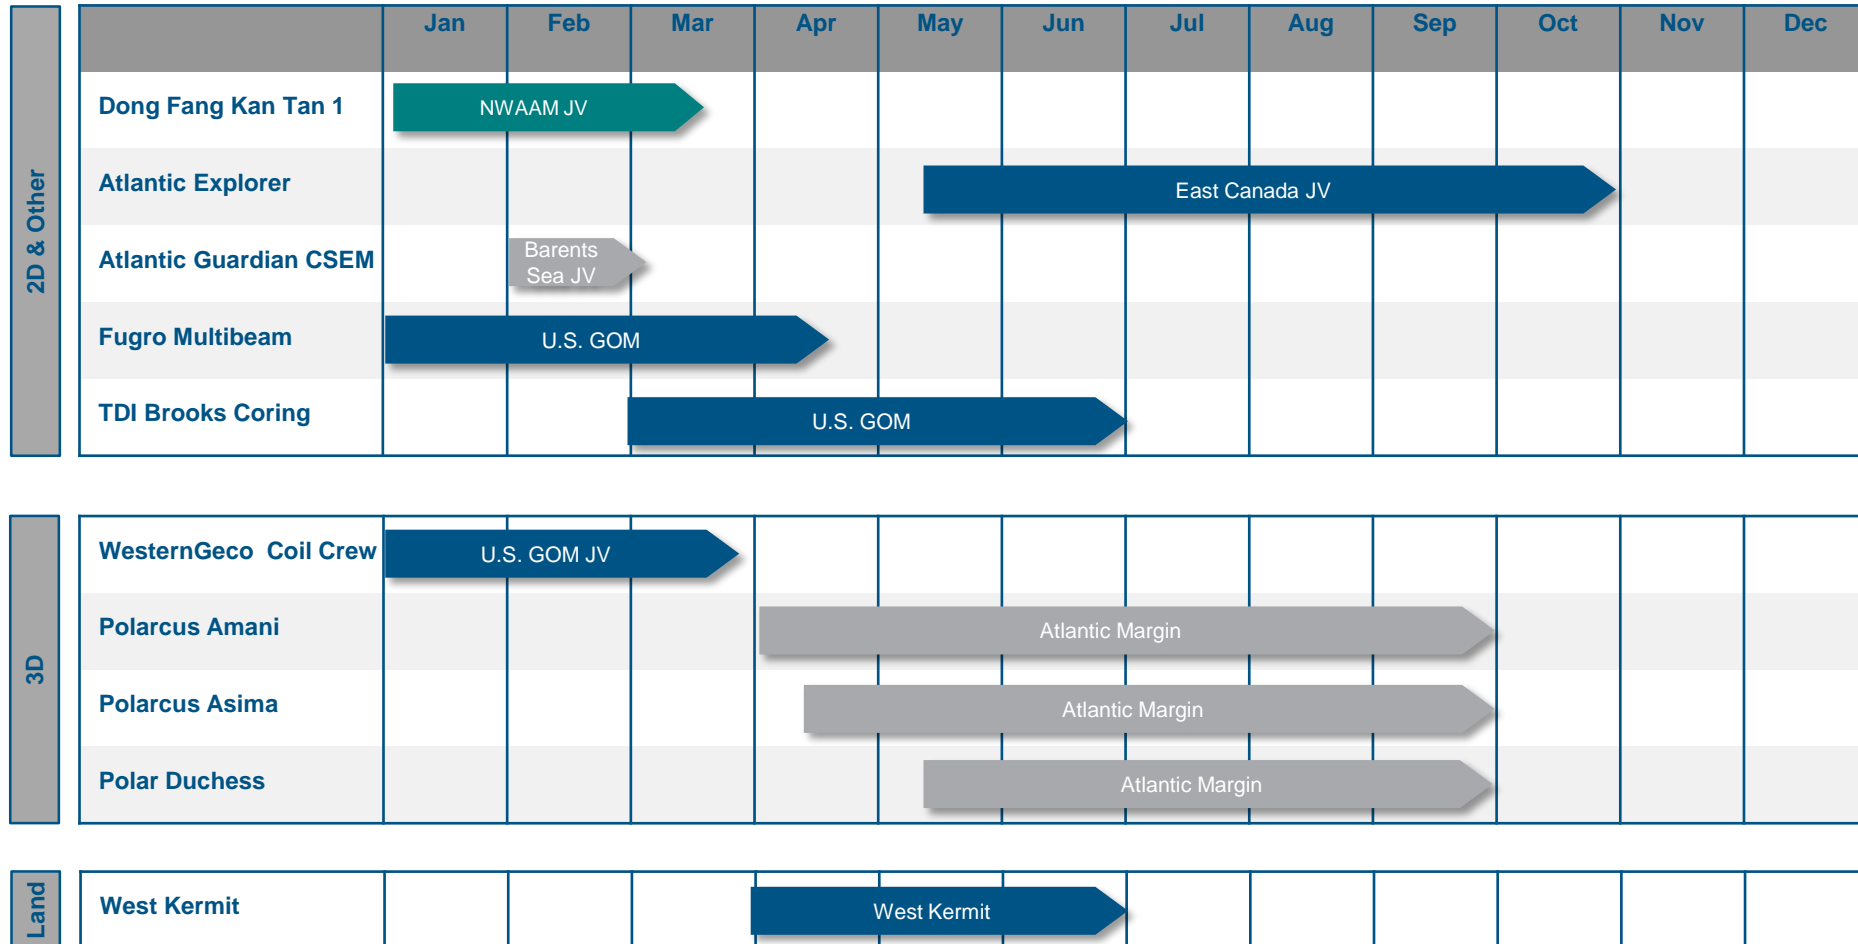 Jan Feb Mar Apr May Jun Jul Aug Sep Oct Nov Dec
2D & Other
Dong Fang Kan Tan 1 NWAAM JV
Atlantic Explorer East Canada JV
Atlantic Guardian CSEM Barents
Sea JV
Fugro Multibeam U.S. GOM
TDI Brooks Coring U.S. GOM
3D
WesternGeco Coil Crew U.S. GOM JV
Polarcus Amani Atlantic Margin
Polarcus Asima Atlantic Margin
Polar Duchess Atlantic Margin
Land
West Kermit West Kermit